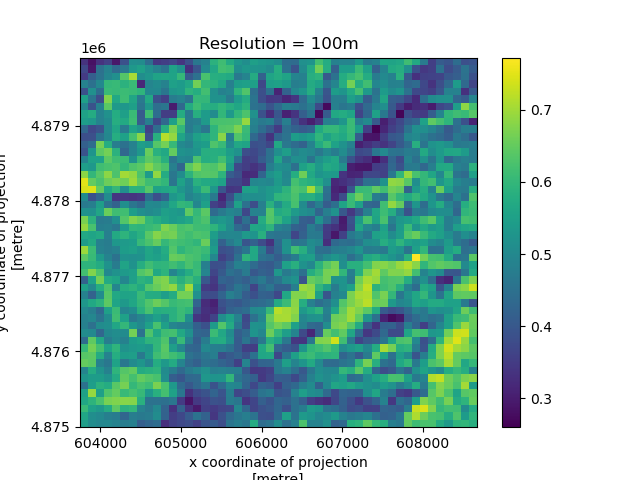 Resolution = 100m
1e6
4.879
4.878
4.877
4.876
4.875
604000 605000 606000 607000 608000
x coordinate of projection
[metre]
y coordinate of projection
[metre]
0.7
0.6
0.5
0.4
0.3